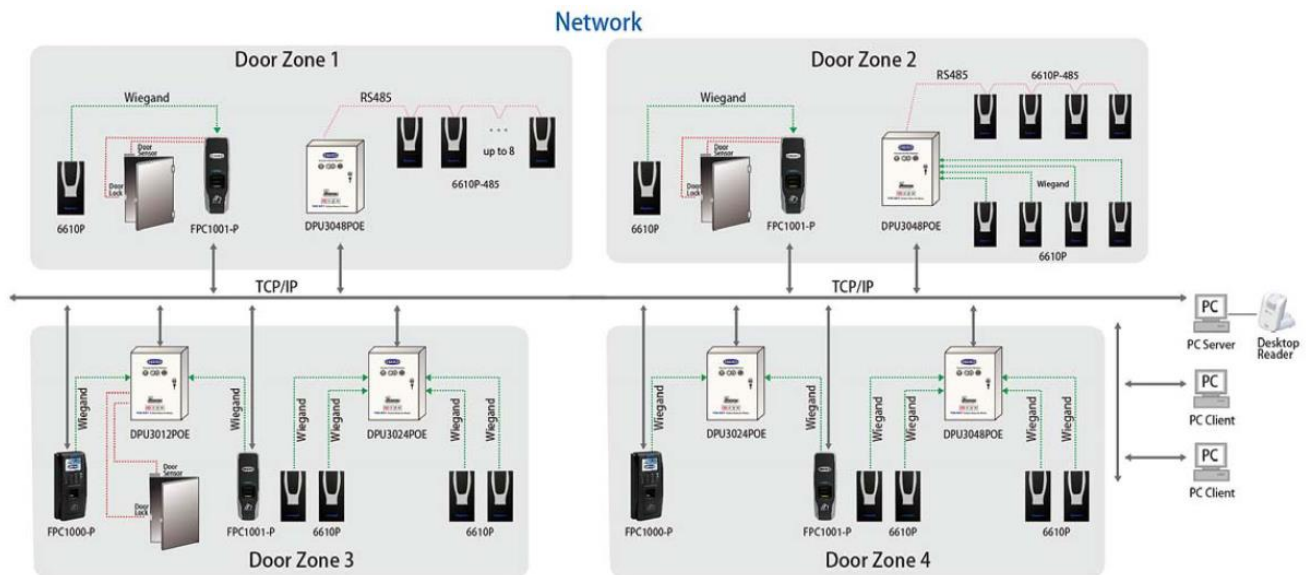 Network
Door Zone 1
Wiegand
RS485
Door
Sensor
Door
Lock
...
up to 8
6610P-485
6610P
FPC1001-P
DPU3048POE
Door Zone 2
Wiegand
RS485
6610P-485
Door
Sensor
Door
Lock
Wiegand
6610P
FPC1001-P
DPU3048POE
6610P
TCP/IP
TCP/IP
PC
PC Server
Desktop
Reader
PC
PC Client
PC
PC Client
Wiegand
DPU3012POE
Wiegand
Wiegand
Wiegand
DPU3024POE
Wiegand
Wiegand
Door
Sensor
Door
Lock
FPC1000-P
FPC1001-P
6610P
6610P
Door Zone 3
Wiegand
DPU3024POE
Wiegand
Wiegand
Wiegand
DPU3048POE
Wiegand
Wiegand
FPC1000-P
FPC1001-P
6610P
6610P
Door Zone 4